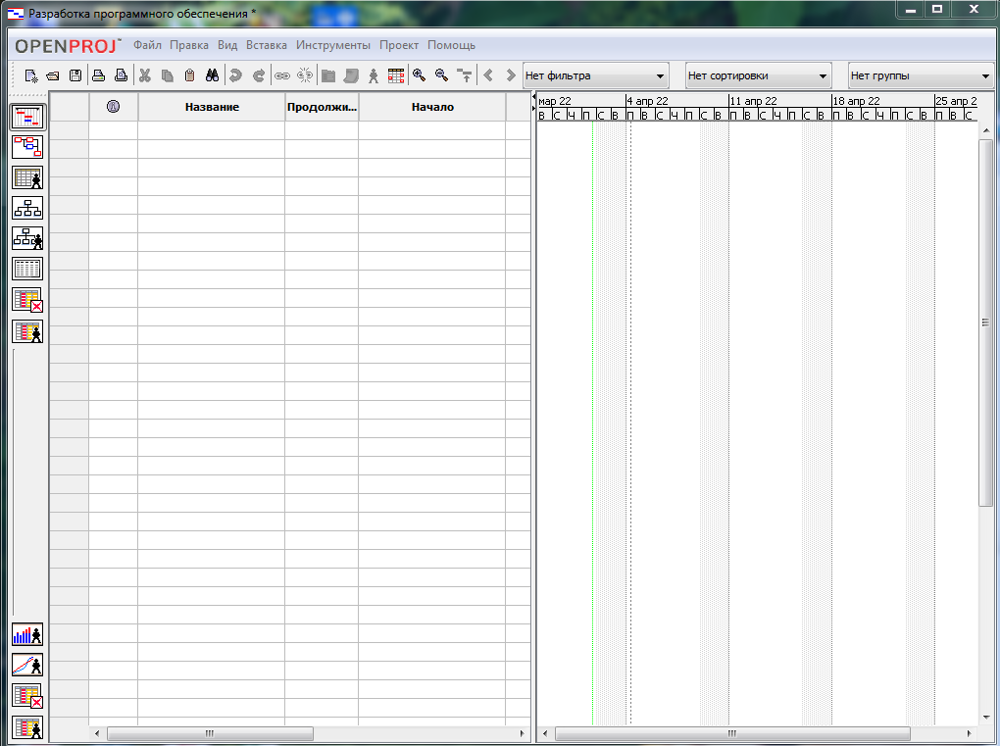 Разработка программного обеспечения *
OPENPROJ™ Файл Правка Вид Вставка Инструменты Проект Помощь
Нет фильтра Нет сортировки Нет группы
Название Продолжи... Начало
мар 22 4 апр 22 11 апр 22 18 апр 22 25 апр 2
В С Ч П С В П В С Ч П С В П В С Ч П С В П В С Ч П С В П В С